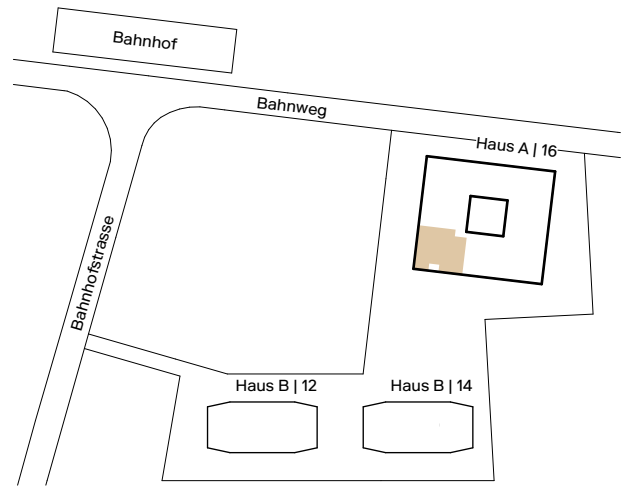 Bahnhof
Bahnweg
Haus A | 16
Bahnhofstrasse
Haus B | 12
Haus B | 14